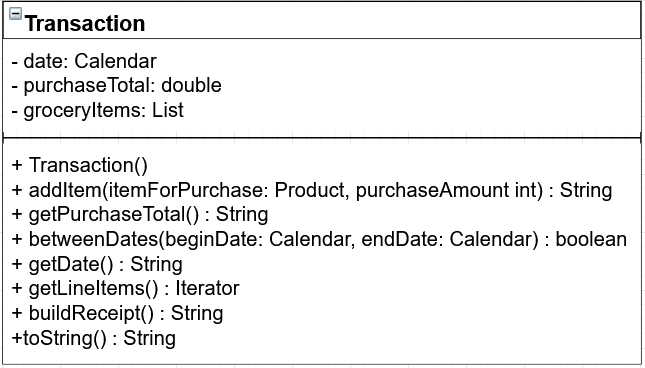 Transaction
- date: Calendar
- purchaseTotal: double
- groceryItems: List
+ Transaction()
+ addItem(itemForPurchase: Product, purchaseAmount int) : String
+ getPurchaseTotal() : String
+ betweenDates(beginDate: Calendar, endDate: Calendar) : boolean
+ getDate() : String
+ getLineItems() : Iterator
+ buildReceipt() : String
+toString() : String